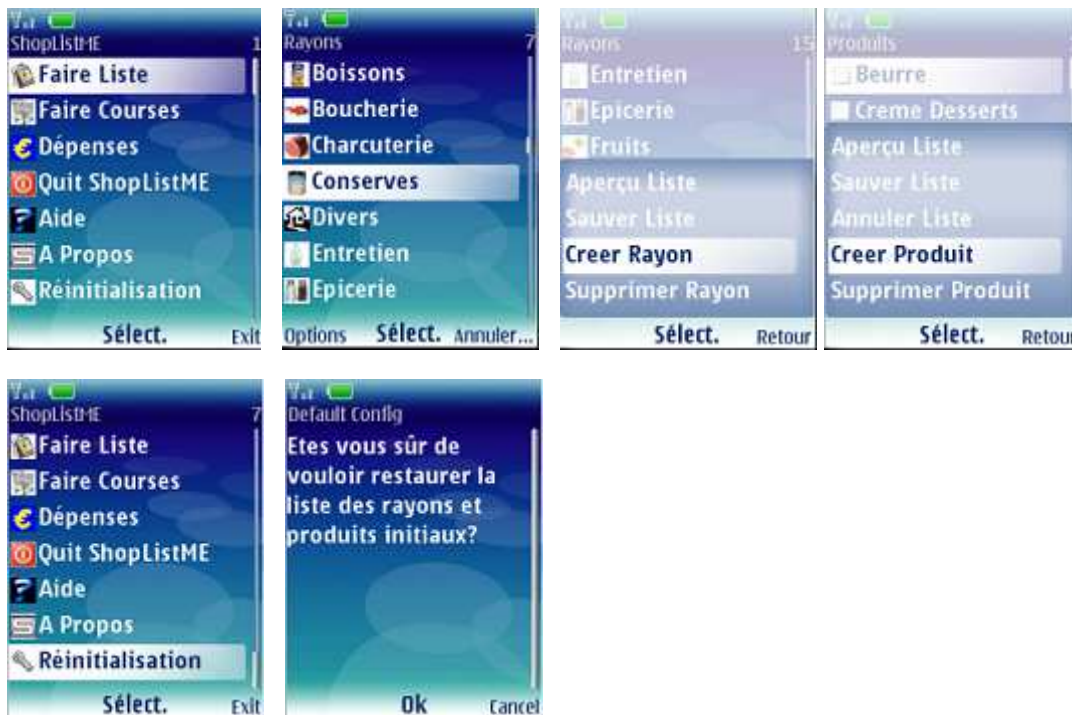 ShopListME 1
Faire Liste
Faire Courses
Dépenses
Quit ShopListME
Aide
A Propos
Réinitialisation
Sélect. Exit
Rayons 7
Boissons
Boucherie
Charcuterie
Conserves
Divers
Entretien
Epicerie
Options Sélect. Annuler...
Rayons 15
Entretien
Epicerie
Fruits
Aperçu Liste
Sauver Liste
Creer Rayon
Supprimer Rayon
Sélect. Retour
Produits
Beurre
Creme Desserts
Aperçu Liste
Sauver Liste
Annuler Liste
Creer Produit
Supprimer Produit
Sélect. Retour
ShopListME 7
Faire Liste
Faire Courses
Dépenses
Quit ShopListME
Aide
A Propos
Réinitialisation
Sélect. Exit
Default Config
Etes vous sûr de
vouloir restaurer la
liste des rayons et
produits initiaux?
Ok Cancel